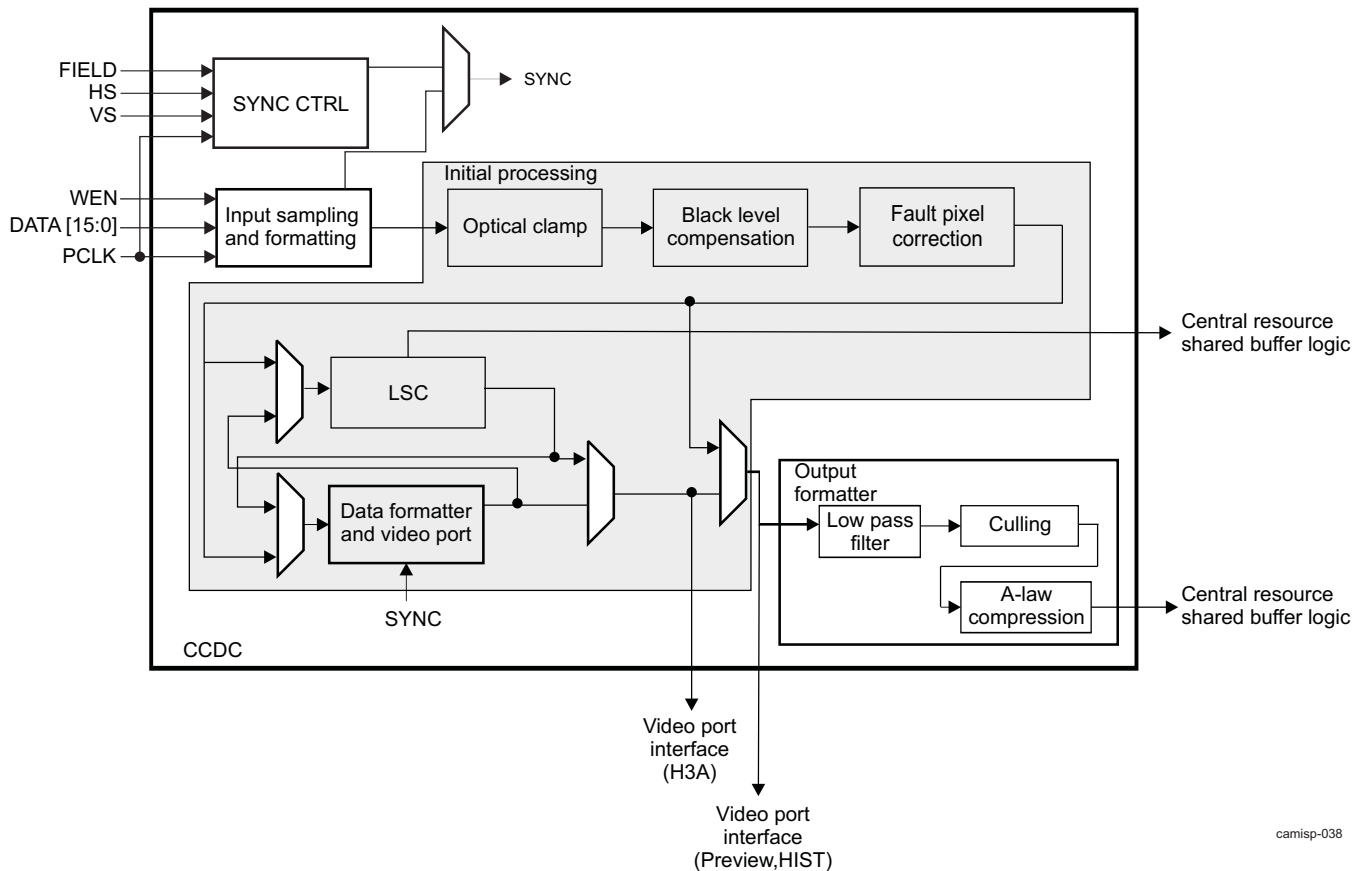 FIELD
HS
VS
SYNC CTRL
SYNC
WEN
DATA [15:0]
PCLK
Input sampling
and formatting
Initial processing
Optical clamp
Black level
compensation
Fault pixel
correction
Central resource
shared buffer logic
LSC
Data formatter
and video port
SYNC
Output
formatter
Low pass
filter
Culling
A-law
compression
Central resource
shared buffer logic
CCDC
Video port
interface
(H3A)
Video port
interface
(Preview,HIST)
camisp-038